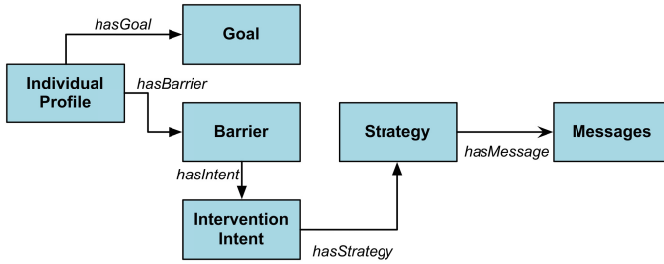 hasGoal
Goal
Individual
Profile
hasBarrier
Barrier
Strategy
Messages
hasMessage
hasIntent
Intervention
Intent
hasStrategy